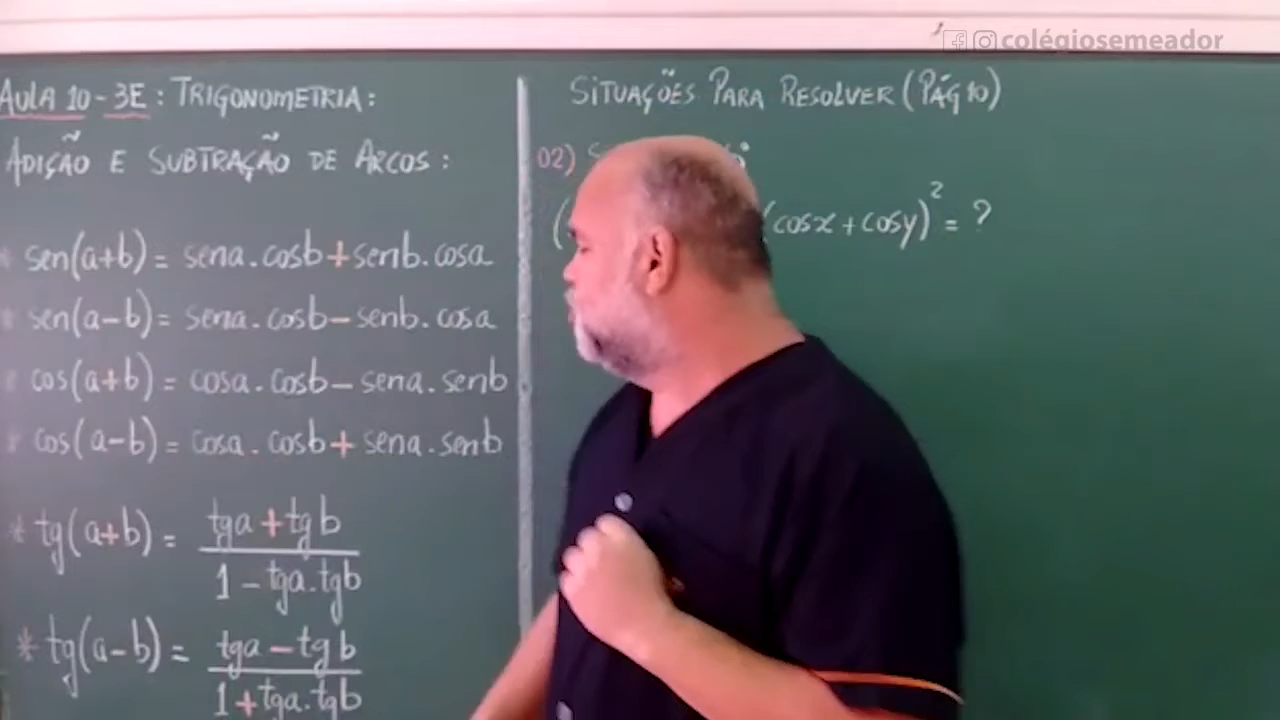 colégiosemeador
AULA 10 - 3E : TRIGONOMETRIA :
ADIÇÃO E SUBTRAÇÃO DE ARCOS :
* sen(a+b) = sena.cosb+senb.cosa
* sen(a-b) = sena.cosb-senb.cosa
* cos(a+b) = cosa.cosb-sena.senb
* cos(a-b) = cosa.cosb+sena.senb
* tg(a+b) = tga+tgb
1-tga.tgb
* tg(a-b) = tga-tgb
1+tga.tgb
SITUAÇÕES PARA RESOLVER (PÁG 10)
02)
(cosx+cosy)² = ?